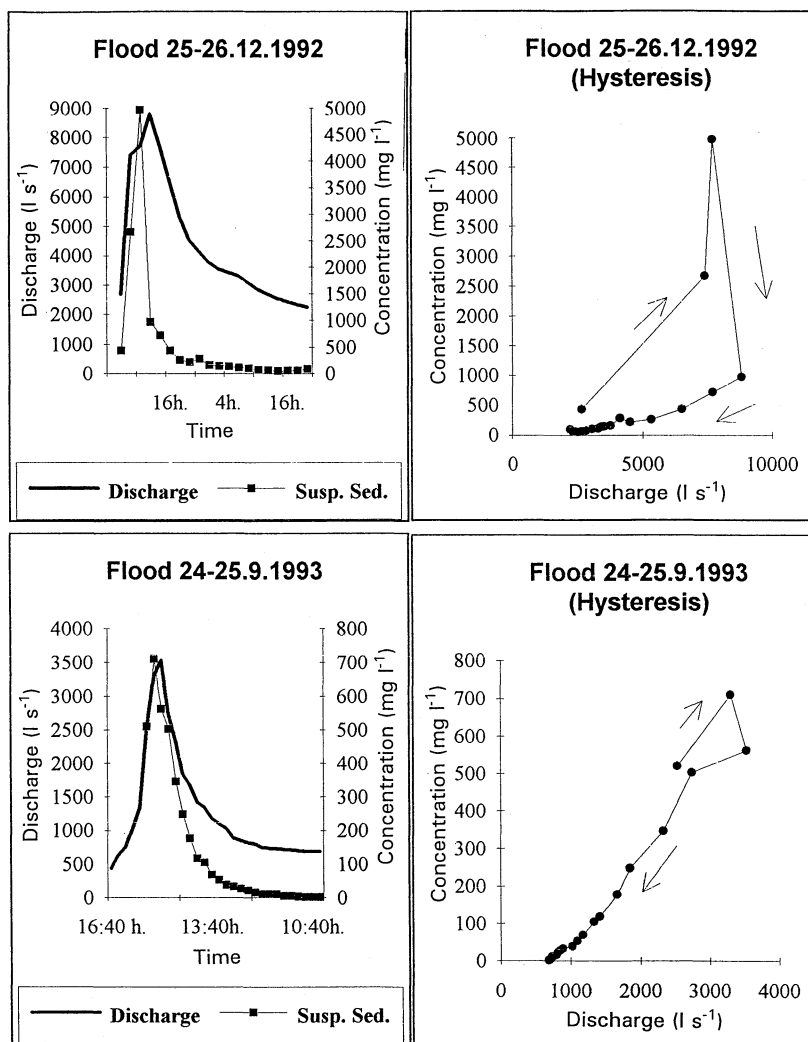 Flood 25-26.12.1992
9000
8000
7000
6000
5000
4000
3000
2000
1000
0
Discharge (l s⁻¹)
5000
4500
4000
3500
3000
2500
2000
1500
1000
500
0
Concentration (mg l⁻¹)
16h. 4h. 16h.
Time
Discharge Susp. Sed.
Flood 25-26.12.1992
(Hysteresis)
5000
4500
4000
3500
3000
2500
2000
1500
1000
500
0
Concentration (mg l⁻¹)
0 5000 10000
Discharge (l s⁻¹)
Flood 24-25.9.1993
4000
3500
3000
2500
2000
1500
1000
500
0
Discharge (l s⁻¹)
800
700
600
500
400
300
200
100
0
Concentration (mg l⁻¹)
16:40 h. 13:40h. 10:40h.
Time
Discharge Susp. Sed.
Flood 24-25.9.1993
(Hysteresis)
800
700
600
500
400
300
200
100
0
Concentration (mg l⁻¹)
0 1000 2000 3000 4000
Discharge (l s⁻¹)